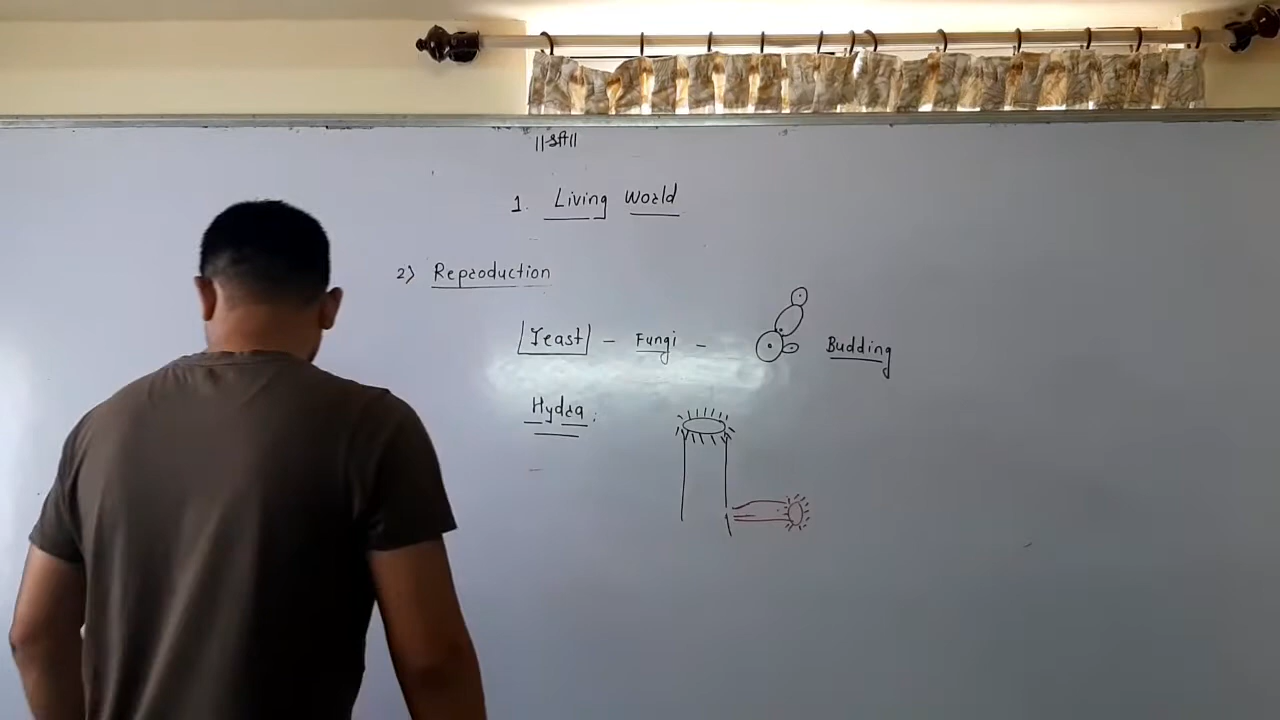 ||श्री||
1. Living World
2) Reproduction
Yeast - Fungi - Budding
Hydra: